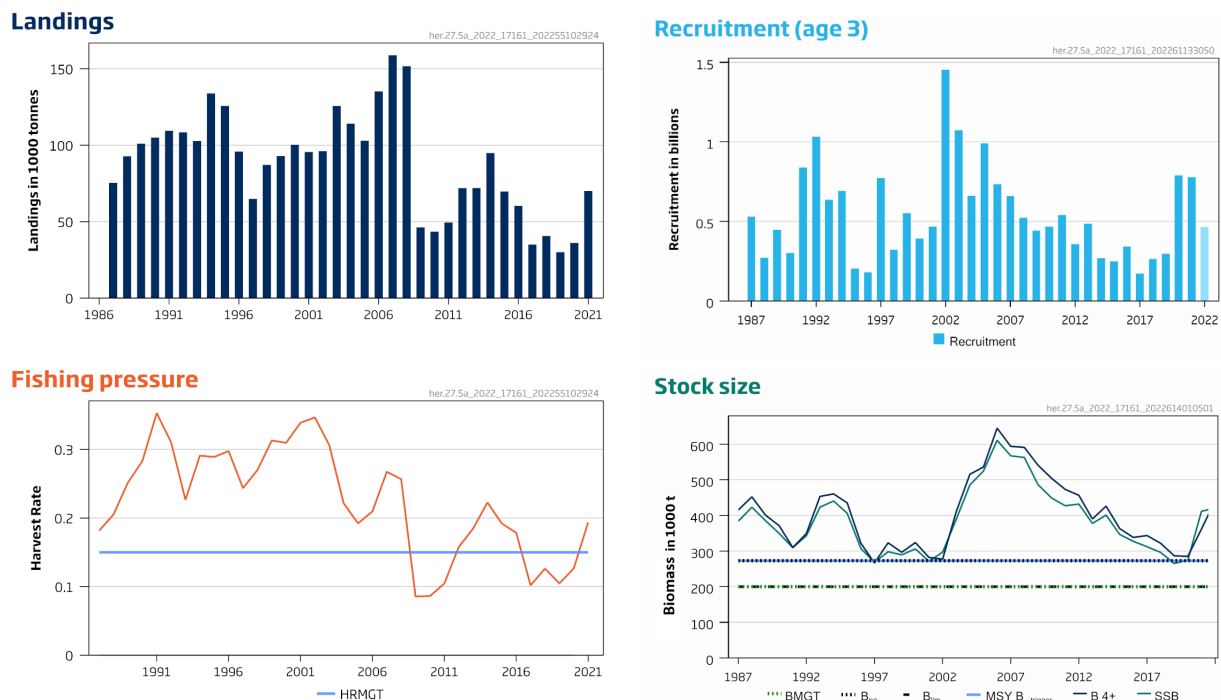 Landings
her.27.5a_2022_17161_202255102924
Landings in 1000 tonnes
150
100
50
0
1986 1991 1996 2001 2006 2011 2016 2021
Recruitment (age 3)
her.27.5a_2022_17161_202261133050
Recruitment in billions
1.5
1
0.5
0
1987 1992 1997 2002 2007 2012 2017 2022
Recruitment
Fishing pressure
her.27.5a_2022_17161_202255102924
Harvest Rate
0.3
0.2
0.1
0
1991 1996 2001 2006 2011 2016 2021
HRMGT
Stock size
her.27.5a_2022_17161_2022614010501
Biomass in 1000 t
600
500
400
300
200
100
0
1987 1992 1997 2002 2007 2012 2017
BMGT B B MSY B trigger B 4+ SSB